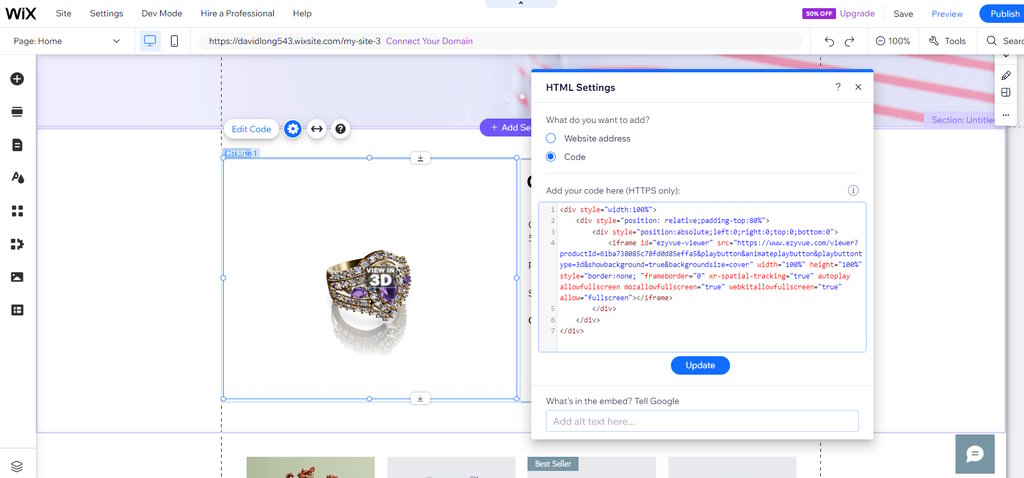 WiX Site Settings Dev Mode Hire a Professional Help 50% OFF Upgrade Save Preview Publish
Page: Home https://davidlong543.wixsite.com/my-site-3 Connect Your Domain 100% Tools Sear
Section: Untitle
Edit Code + Add Se
VIEW IN
3D
HTML Settings ? ×
What do you want to add?
Website address
Code
Add your code here (HTTPS only):
1 <div style="width:100%">
2 <div style="position: relative;padding-top:80%">
3 <div style="position:absolute;left:0;right:0;top:0;bottom:0">
4 <iframe id="ezyvue-viewer" src="https://www.ezyvue.com/viewer?
productId=61ba738085c78fd0d85effa5&playbutton&animateplaybutton&playbuttont
ype=3d&showbackground=true&backgroundsize=cover" width="100%" height="100%"
style="border:none; "frameborder="0" xr-spatial-tracking="true" autoplay
allowfullscreen mozallowfullscreen="true" webkitallowfullscreen="true"
allow="fullscreen"></iframe>
5 </div>
6 </div>
7 </div>
Update
What's in the embed? Tell Google
Add alt text here...
Best Seller